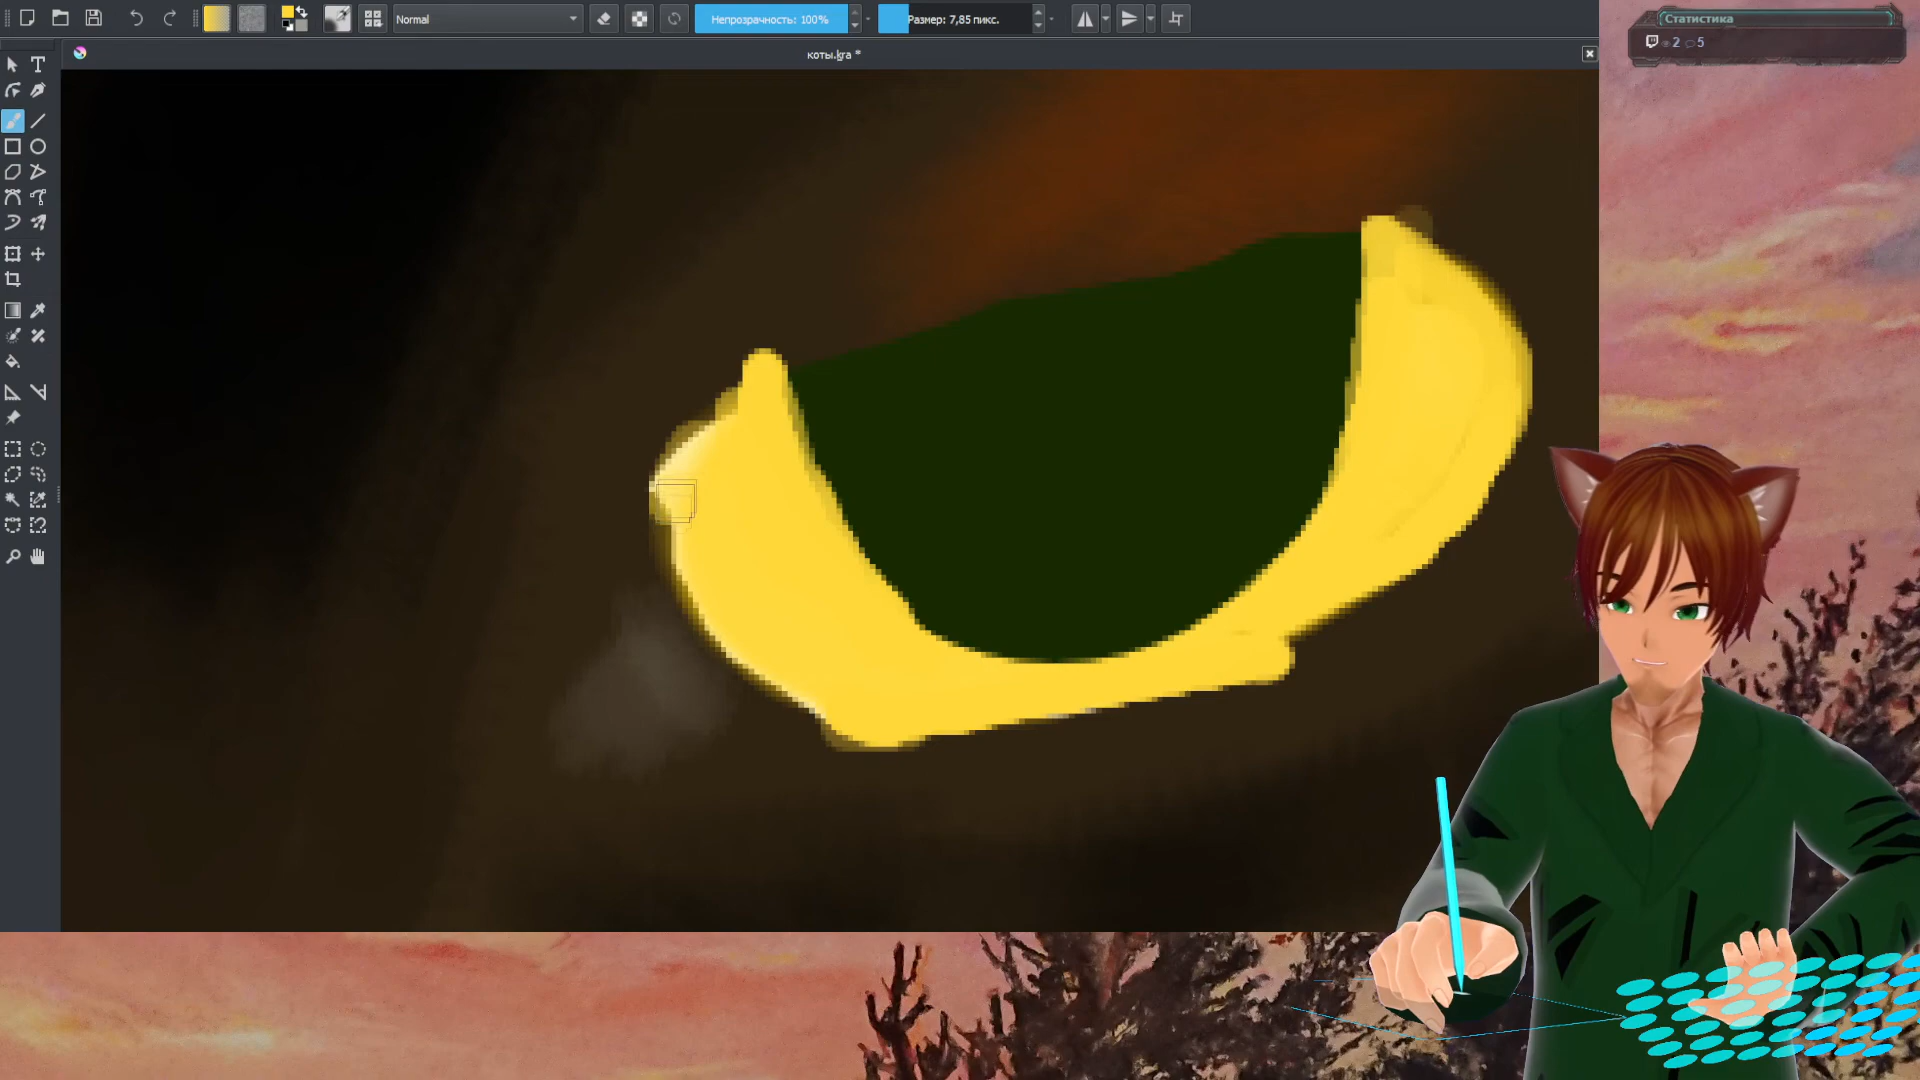 Normal
Непрозрачность: 100%
Размер: 7,85 пикс.
Статистика
2 5
коты.kra *